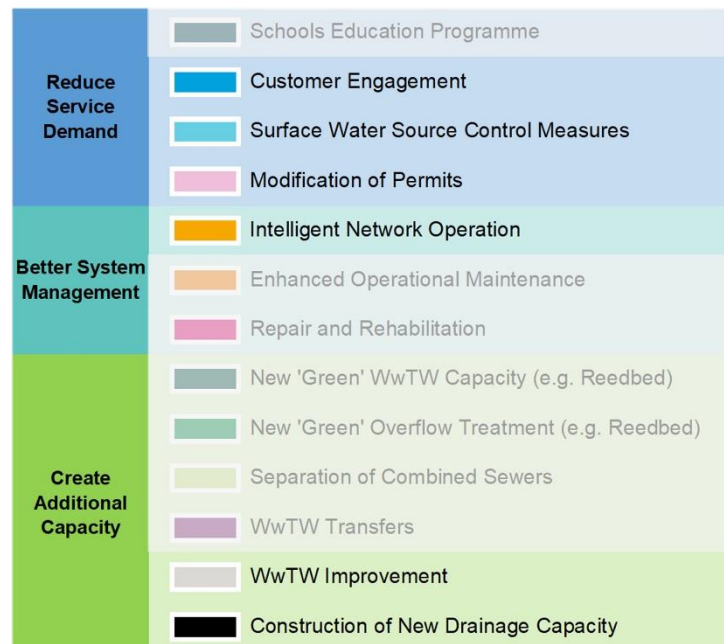 Reduce
Service
Demand
Schools Education Programme
Customer Engagement
Surface Water Source Control Measures
Modification of Permits
Better System
Management
Intelligent Network Operation
Enhanced Operational Maintenance
Repair and Rehabilitation
Create
Additional
Capacity
New 'Green' WwTW Capacity (e.g. Reedbed)
New 'Green' Overflow Treatment (e.g. Reedbed)
Separation of Combined Sewers
WwTW Transfers
WwTW Improvement
Construction of New Drainage Capacity